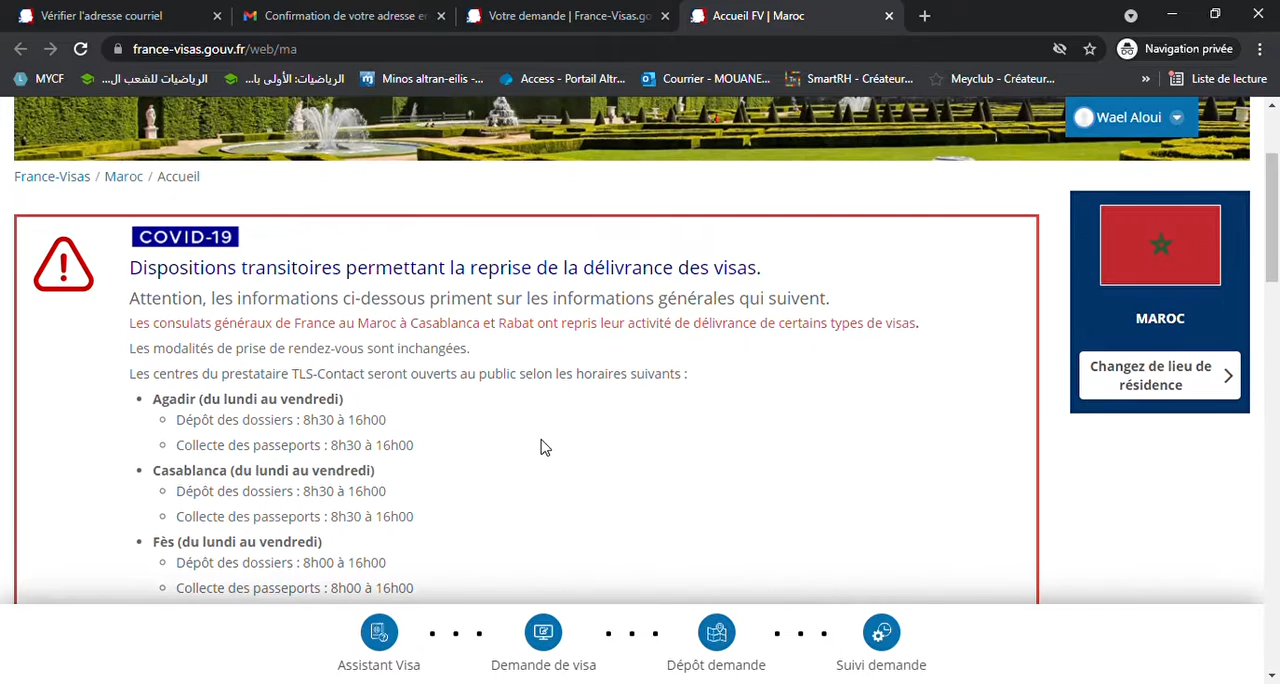 Vérifier l'adresse courriel
Confirmation de votre adresse e
Votre demande | France-Visas.go
Accueil FV | Maroc
france-visas.gouv.fr/web/ma
Navigation privée
MYCF
الرياضيات للشعب ال...
الرياضيات: الأولى با...
Minos altran-eilis -...
Access - Portail Altr...
Courrier - MOUANE...
SmartRH - Créateur...
Meyclub - Créateur...
»
Liste de lecture
Wael Aloui
France-Visas / Maroc / Accueil
COVID-19
Dispositions transitoires permettant la reprise de la délivrance des visas.
Attention, les informations ci-dessous priment sur les informations générales qui suivent.
Les consulats généraux de France au Maroc à Casablanca et Rabat ont repris leur activité de délivrance de certains types de visas.
Les modalités de prise de rendez-vous sont inchangées.
Les centres du prestataire TLS-Contact seront ouverts au public selon les horaires suivants :
Agadir (du lundi au vendredi)
Dépôt des dossiers : 8h30 à 16h00
Collecte des passeports : 8h30 à 16h00
Casablanca (du lundi au vendredi)
Dépôt des dossiers : 8h30 à 16h00
Collecte des passeports : 8h30 à 16h00
Fès (du lundi au vendredi)
Dépôt des dossiers : 8h00 à 16h00
Collecte des passeports : 8h00 à 16h00
MAROC
Changez de lieu de
résidence
Assistant Visa
Demande de visa
Dépôt demande
Suivi demande